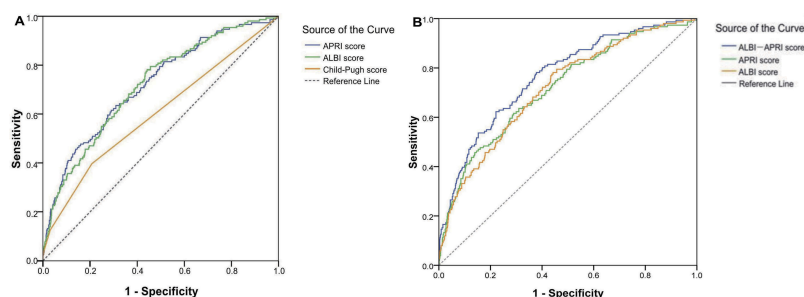 A
Source of the Curve
APRI score
ALBI score
Child-Pugh score
Reference Line
Sensitivity
1.0
0.8
0.6
0.4
0.2
0.0
0.0 0.2 0.4 0.6 0.8 1.0
1 - Specificity
B
Source of the Curve
ALBI−APRI score
APRI score
ALBI score
Reference Line
Sensitivity
1.0
0.8
0.6
0.4
0.2
0.0
0.0 0.2 0.4 0.6 0.8 1.0
1 - Specificity